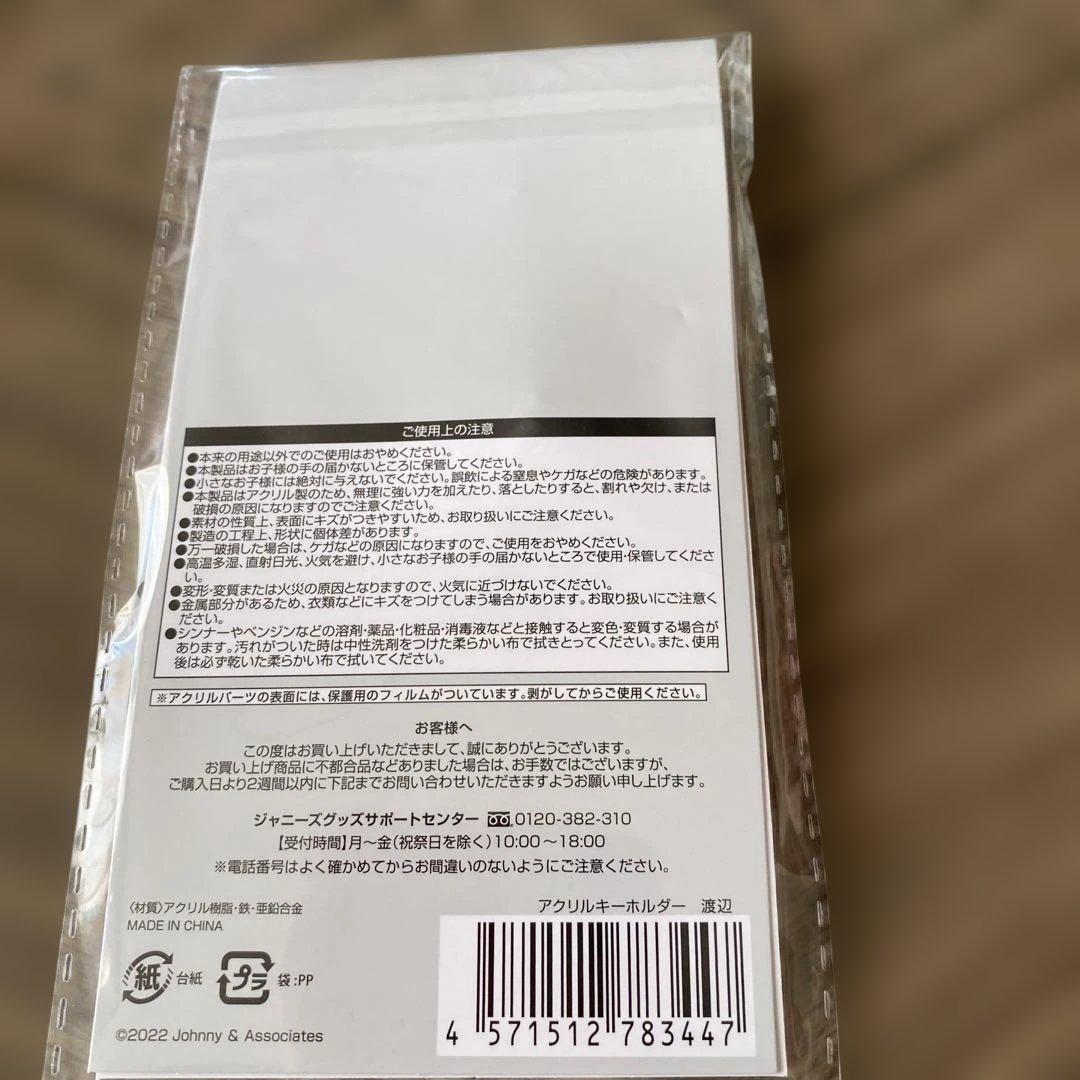 ご使用上の注意
●本来の用途以外でのご使用はおやめください。
●本製品はお子様の手の届かないところに保管してください。
●小さなお子様には絶対に与えないでください。誤飲による窒息やケガなどの危険があります。
●本製品はアクリル製のため、無理に強い力を加えたり、落としたりすると、割れや欠け、または
破損の原因になりますのでご注意ください。
●素材の性質上、表面にキズがつきやすいため、お取り扱いにご注意ください。
●製造の工程上、形状に個体差があります。
●万一破損した場合は、ケガなどの原因になりますので、ご使用をおやめください。
●高温多湿、直射日光、火気を避け、小さなお子様の手の届かないところで使用・保管してくださ
い。
●変形・変質または火災の原因となりますので、火気に近づけないでください。
●金属部分があるため、衣類などにキズをつけてしまう場合があります。お取り扱いにご注意く
ださい。
●シンナーやベンジンなどの溶剤・薬品・化粧品・消毒液などと接触すると変色・変質する場合が
あります。汚れがついた時は中性洗剤をつけた柔らかい布で拭きとってください。また、使用
後は必ず乾いた柔らかい布で拭いてください。
※アクリルパーツの表面には、保護用のフィルムがついています。剥がしてからご使用ください。
お客様へ
この度はお買い上げいただきまして、誠にありがとうございます。
お買い上げ商品に不都合品などありました場合は、お手数ではございますが、
ご購入日より2週間以内に下記までお問い合わせいただきますようお願い申し上げます。
ジャニーズグッズサポートセンター 0120-382-310
【受付時間】月～金(祝祭日を除く)10:00～18:00
※電話番号はよく確かめてからお間違いのないようにご注意ください。
〈材質〉アクリル樹脂・鉄・亜鉛合金
MADE IN CHINA
アクリルキーホルダー 渡辺
紙 台紙 プラ 袋:PP
4 571512 783447
©2022 Johnny & Associates